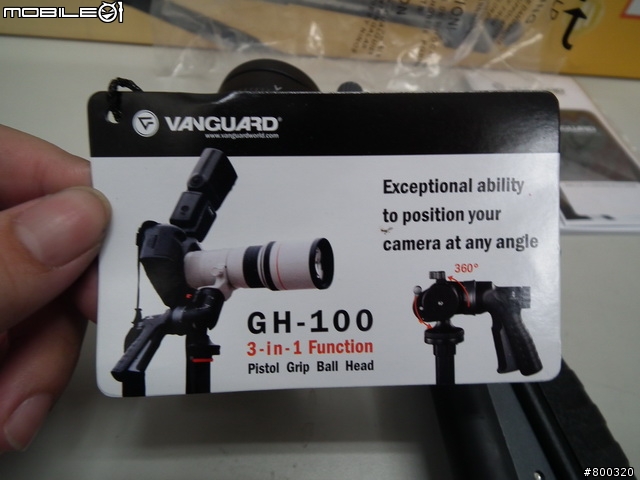 MOBILE01
VANGUARD®
www.vanguardworld.com
Exceptional ability
to position your
camera at any angle
360°
GH-100
3-in-1 Function
Pistol Grip Ball Head
#800320